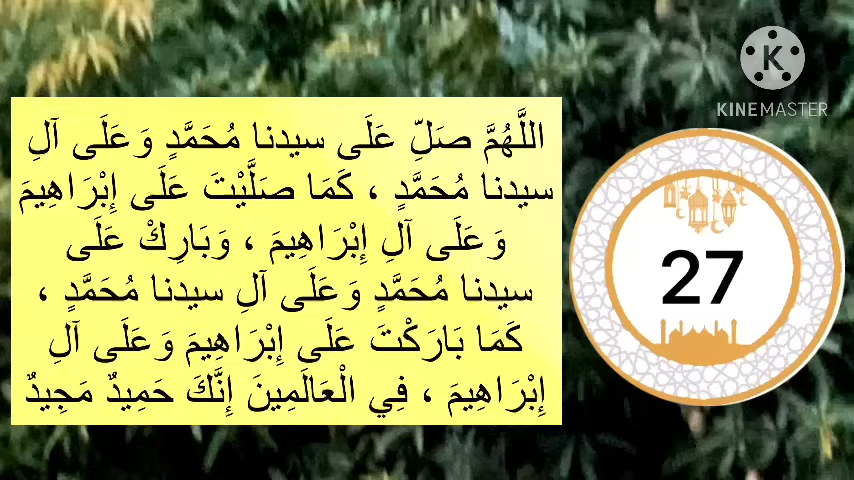 اللَّهُمَّ صَلِّ عَلَى سيدنا مُحَمَّدٍ وَعَلَى آلِ
سيدنا مُحَمَّدٍ ، كَمَا صَلَّيْتَ عَلَى إِبْرَاهِيمَ
وَعَلَى آلِ إِبْرَاهِيمَ ، وَبَارِكْ عَلَى
سيدنا مُحَمَّدٍ وَعَلَى آلِ سيدنا مُحَمَّدٍ ،
كَمَا بَارَكْتَ عَلَى إِبْرَاهِيمَ وَعَلَى آلِ
إِبْرَاهِيمَ ، فِي الْعَالَمِينَ إِنَّكَ حَمِيدٌ مَجِيدٌ
27
K
KINEMASTER